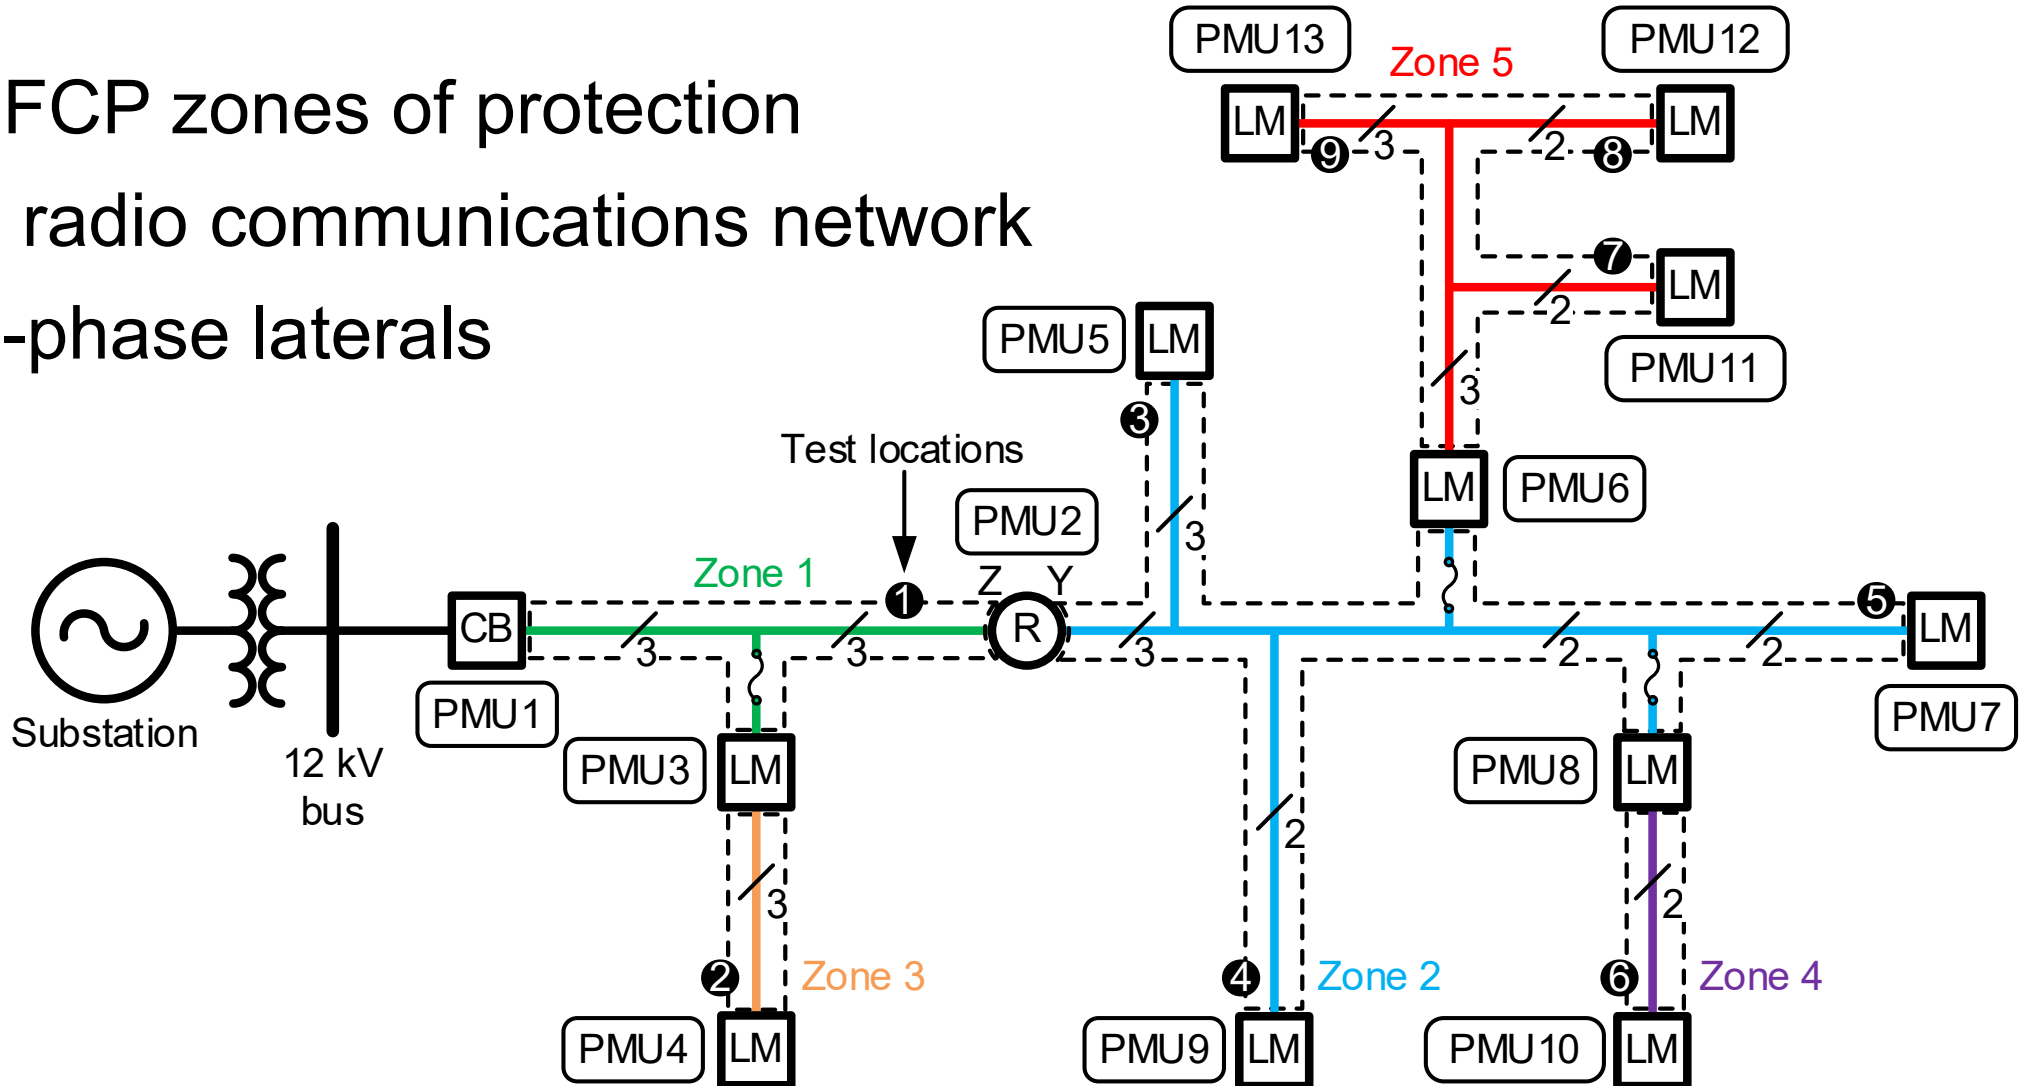 FCP zones of protection
radio communications network
-phase laterals
PMU13
PMU12
Zone 5
LM
LM
3
2
9
8
7
LM
2
PMU11
3
PMU5
LM
3
Test locations
PMU2
LM
PMU6
3
Zone 1
Z
Y
1
5
CB
R
LM
3
3
3
2
2
PMU1
Substation
12 kV
bus
PMU3
LM
PMU8
LM
PMU7
2
3
2
2
Zone 3
4
Zone 2
6
Zone 4
PMU4
LM
PMU9
LM
PMU10
LM